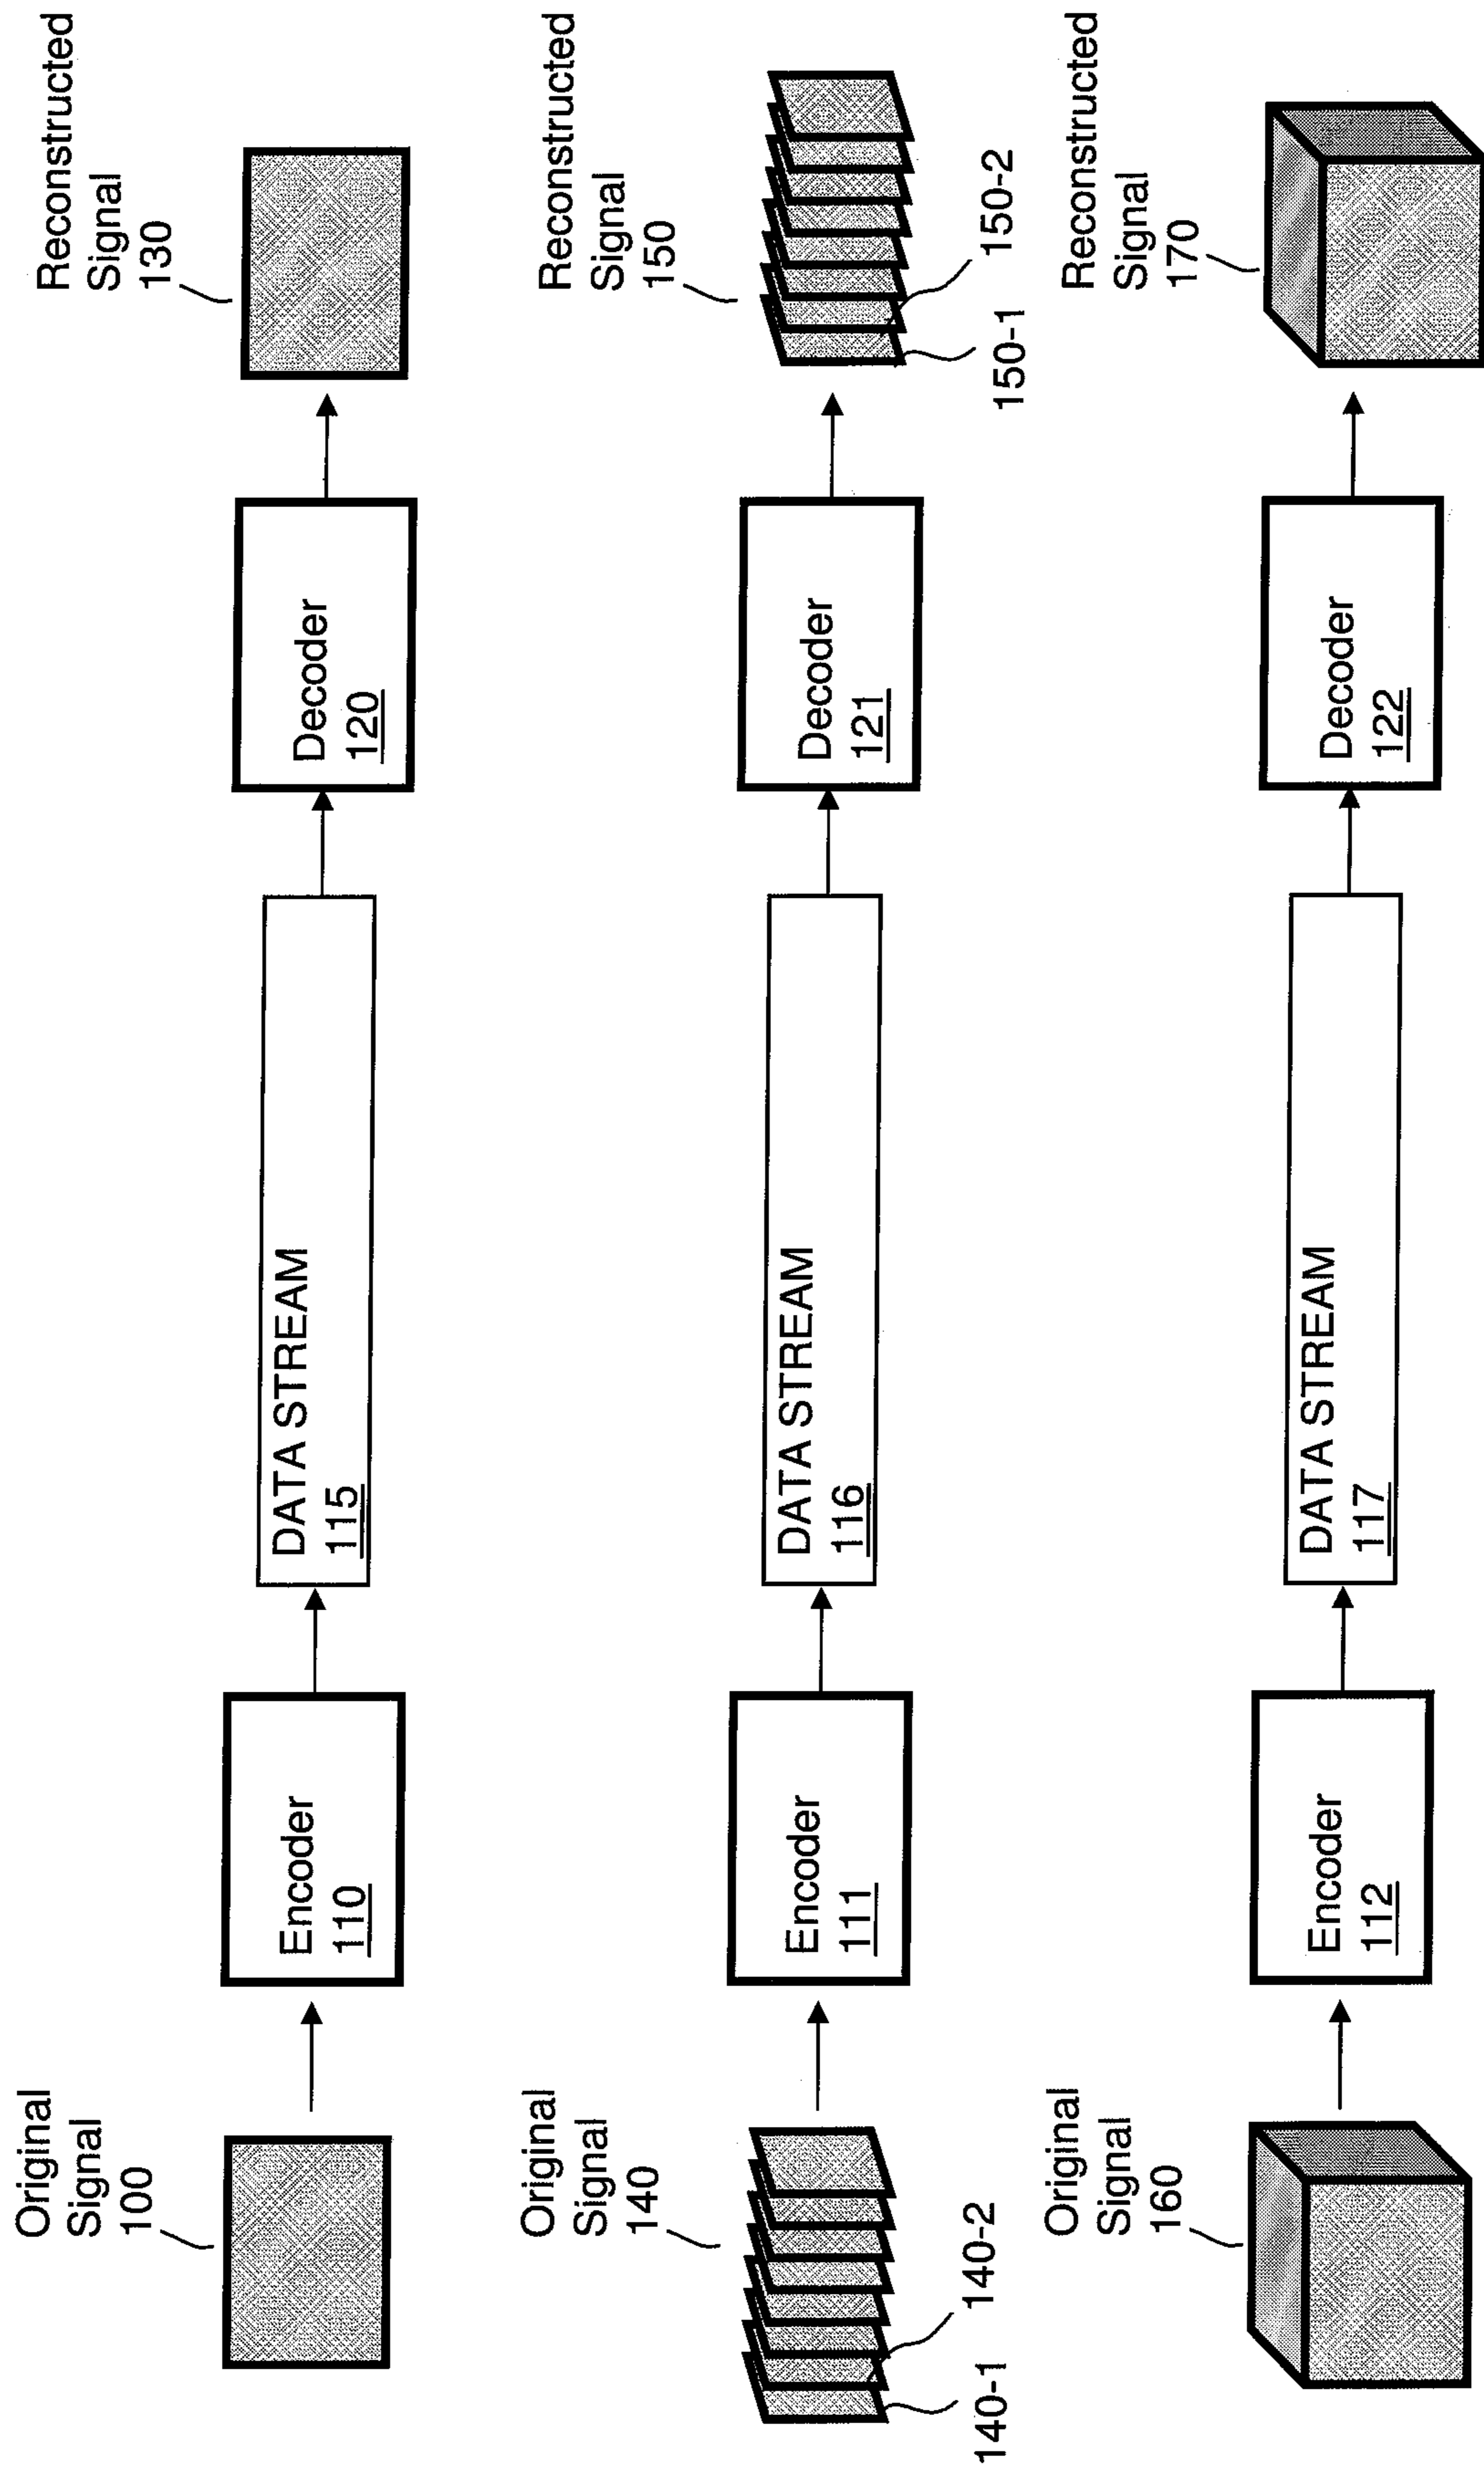 Original
Signal
100
Encoder
110
DATA STREAM
115
Decoder
120
Reconstructed
Signal
130
Original
Signal
140
140-1
140-2
Encoder
111
DATA STREAM
116
Decoder
121
Reconstructed
Signal
150
150-1
150-2
Original
Signal
160
Encoder
112
DATA STREAM
117
Decoder
122
Reconstructed
Signal
170